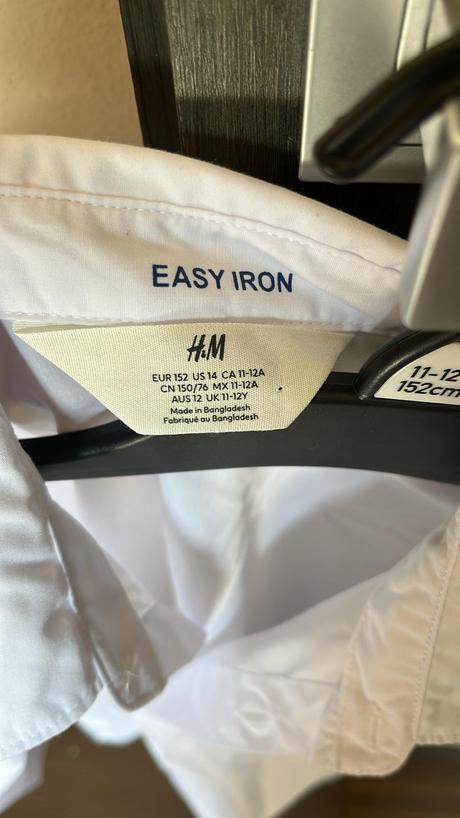 EASY IRON
H&M
EUR 152 US 14 CA 11-12A
CN 150/76 MX 11-12A
AUS 12 UK 11-12Y
Made in Bangladesh
Fabriqué au Bangladesh
11-12
152cm